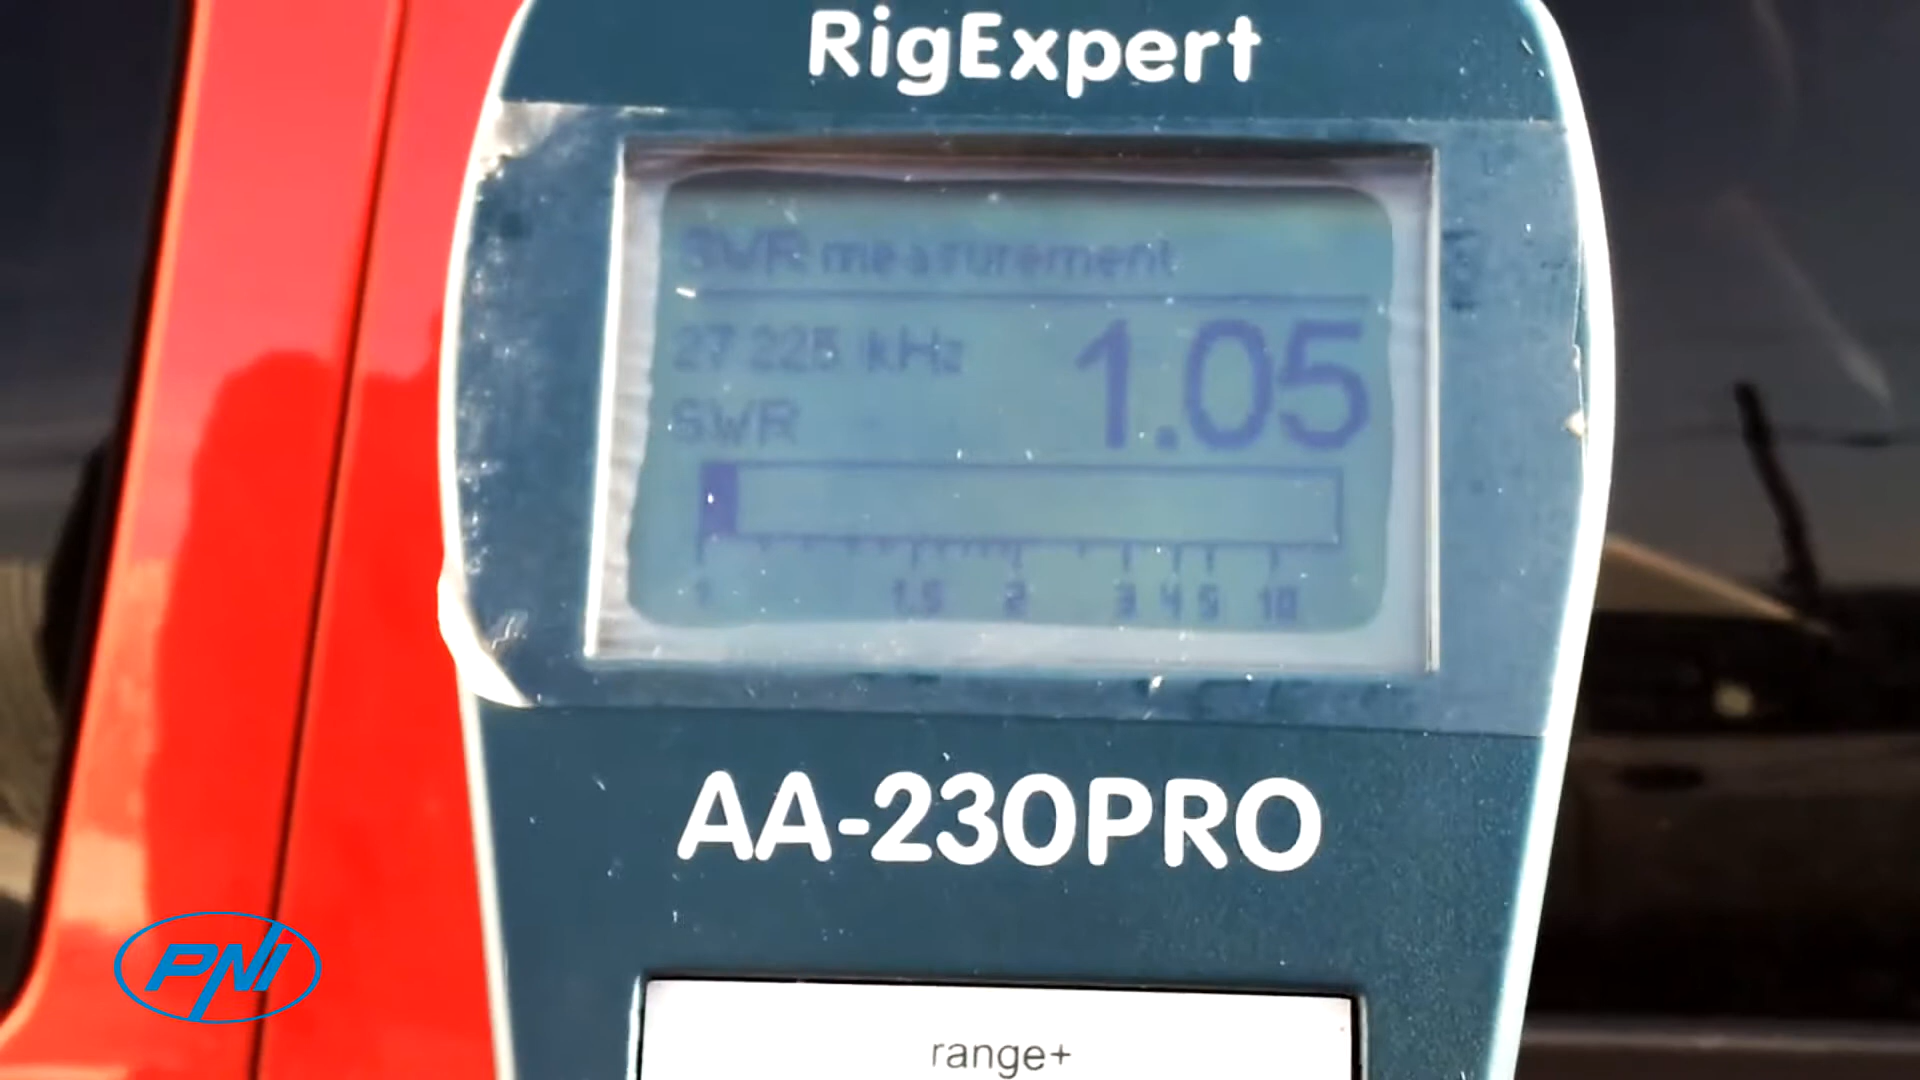 RigExpert
SWR measurement
27 225 kHz
1.05
SWR
1 1.5 2 3 4 5 10
AA-230PRO
PNI
range+